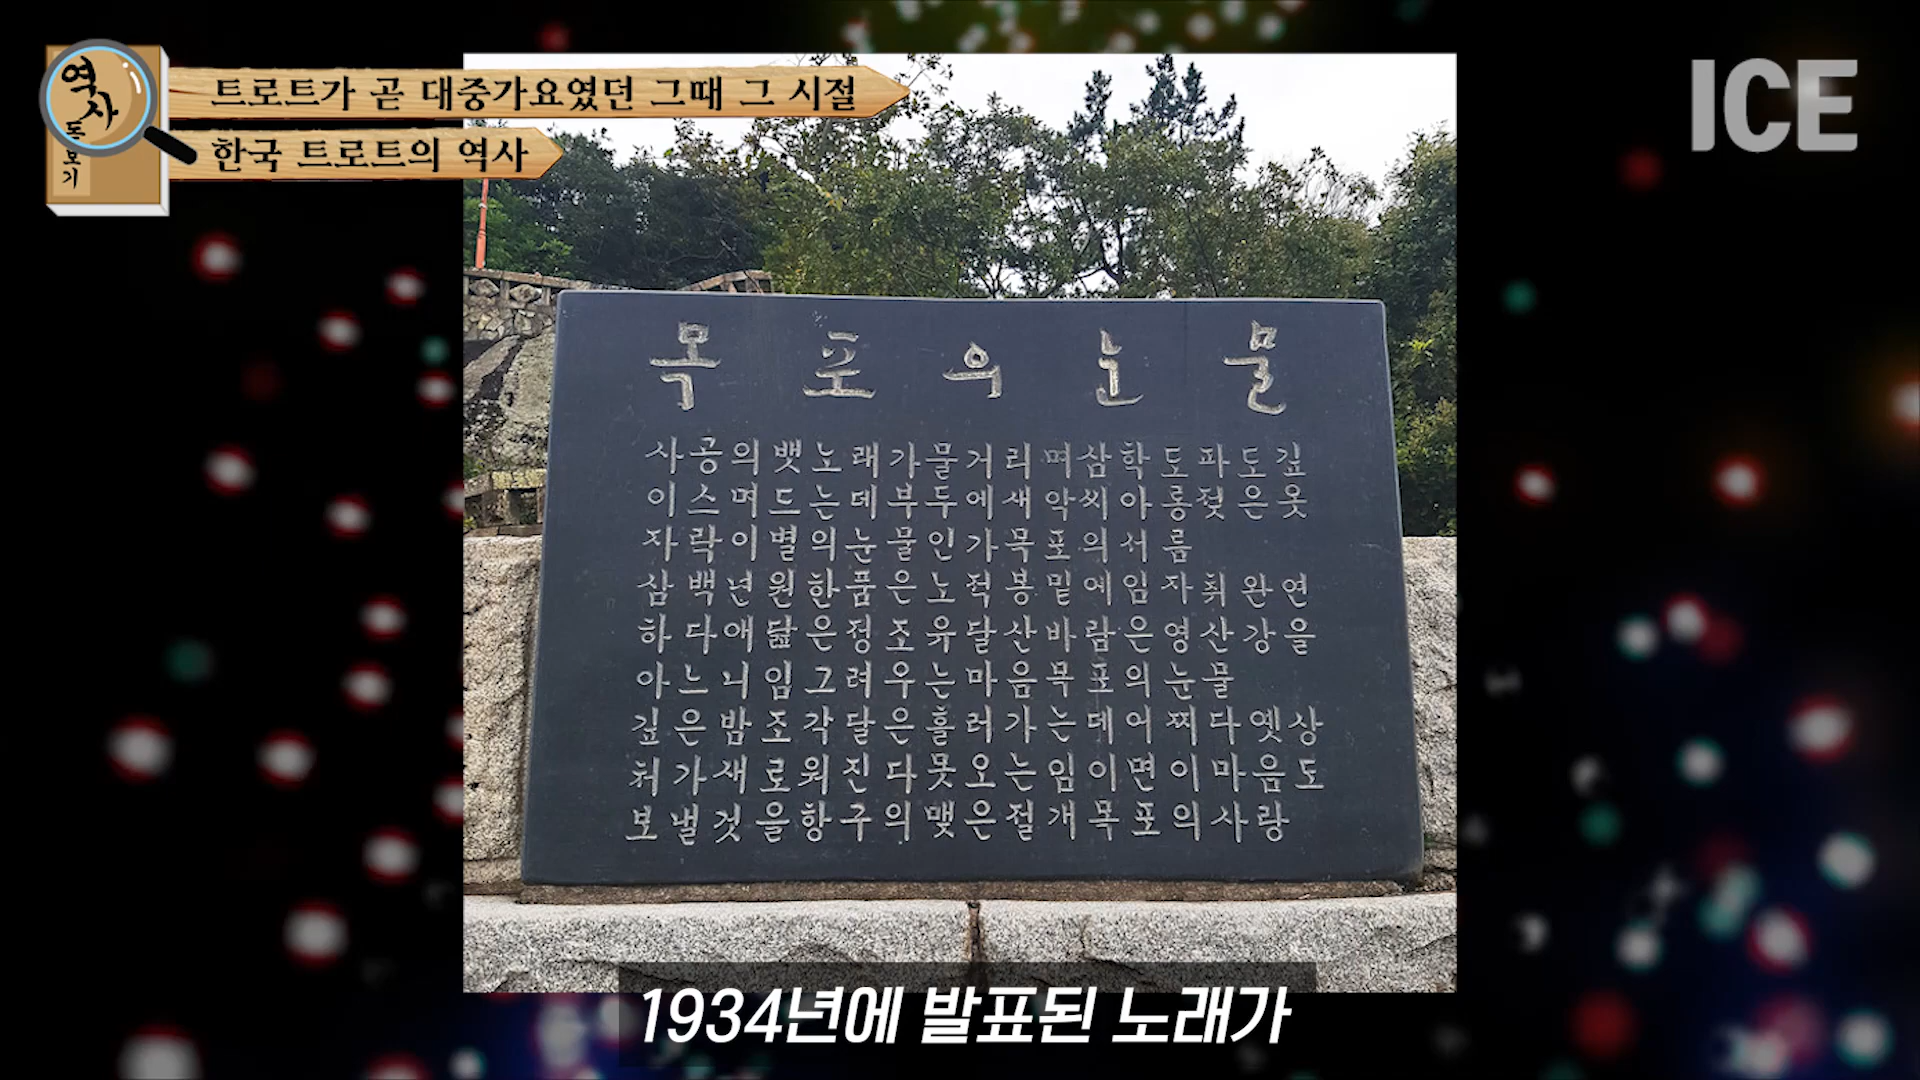 역사
돋보기
트로트가 곧 대중가요였던 그때 그 시절
한국 트로트의 역사
ICE
목포의눈물
사공의뱃노래가물거리며삼학도파도깊
이스며드는데부두에새악씨아롱젖은옷
자락이별의눈물인가목포의서름
삼백년원한품은노적봉밑에임자취완연
하다애닯은정조유달산바람은영산강을
아느니임그려우는마음목포의눈물
깊은밤조각달은흘러가는데어찌다옛상
처가새로워진다못오는임이면이마음도
보낼것을항구의맺은절개목포의사랑
1934년에 발표된 노래가